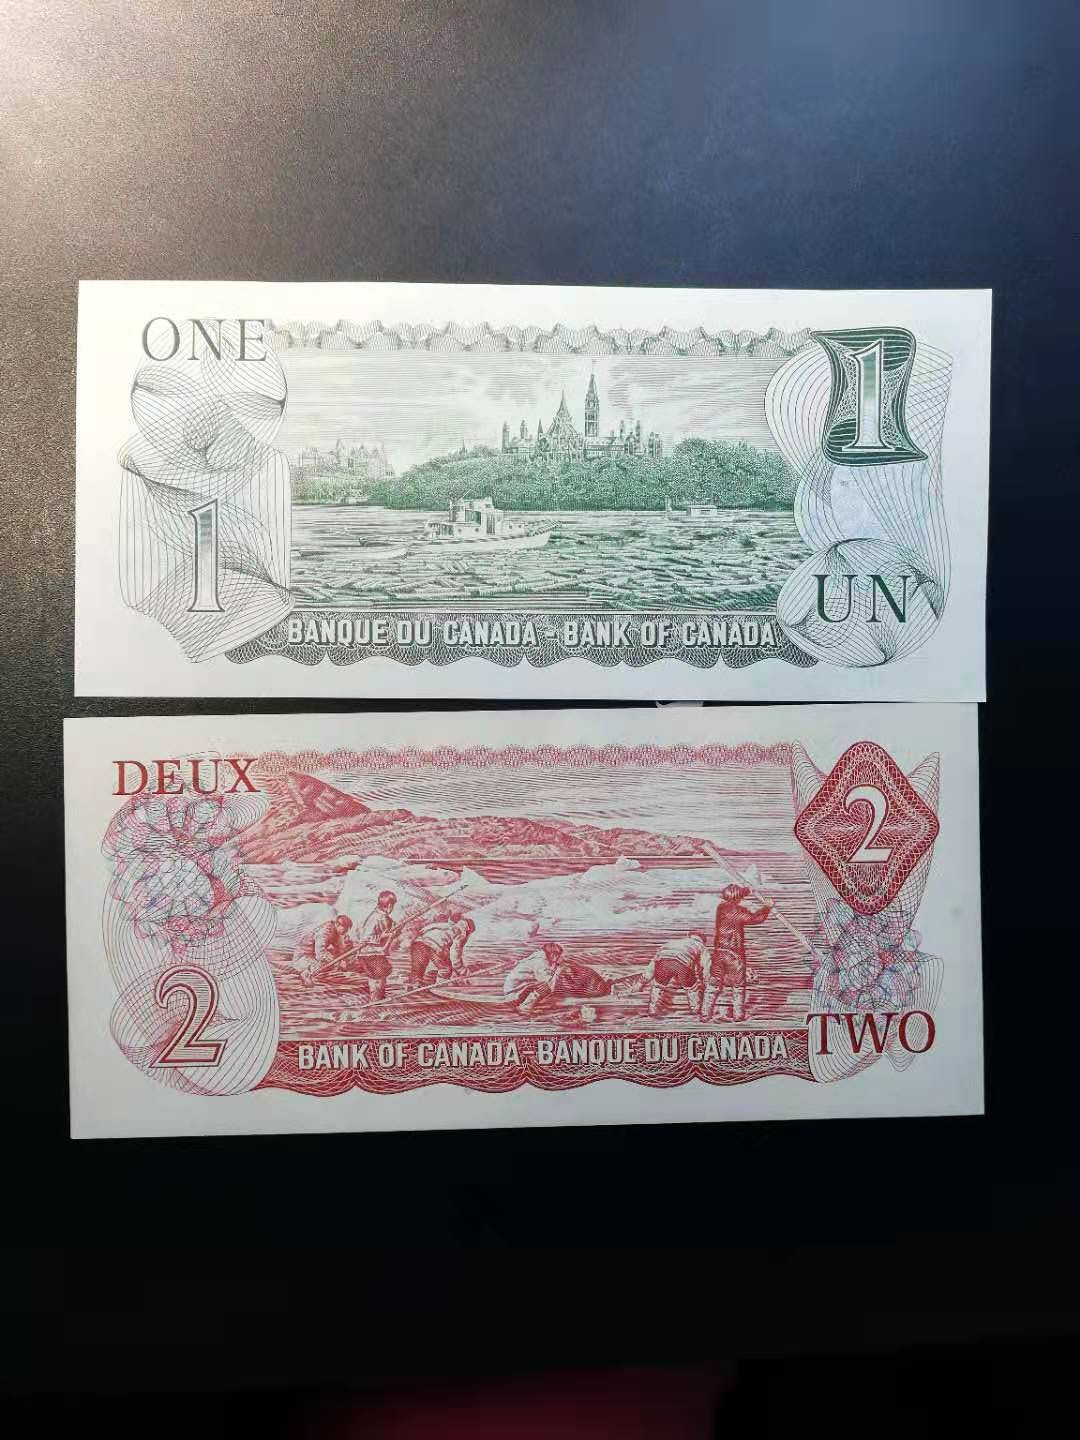 ONE
1
1
UN
BANQUE DU CANADA - BANK OF CANADA
DEUX
2
2
TWO
BANK OF CANADA - BANQUE DU CANADA